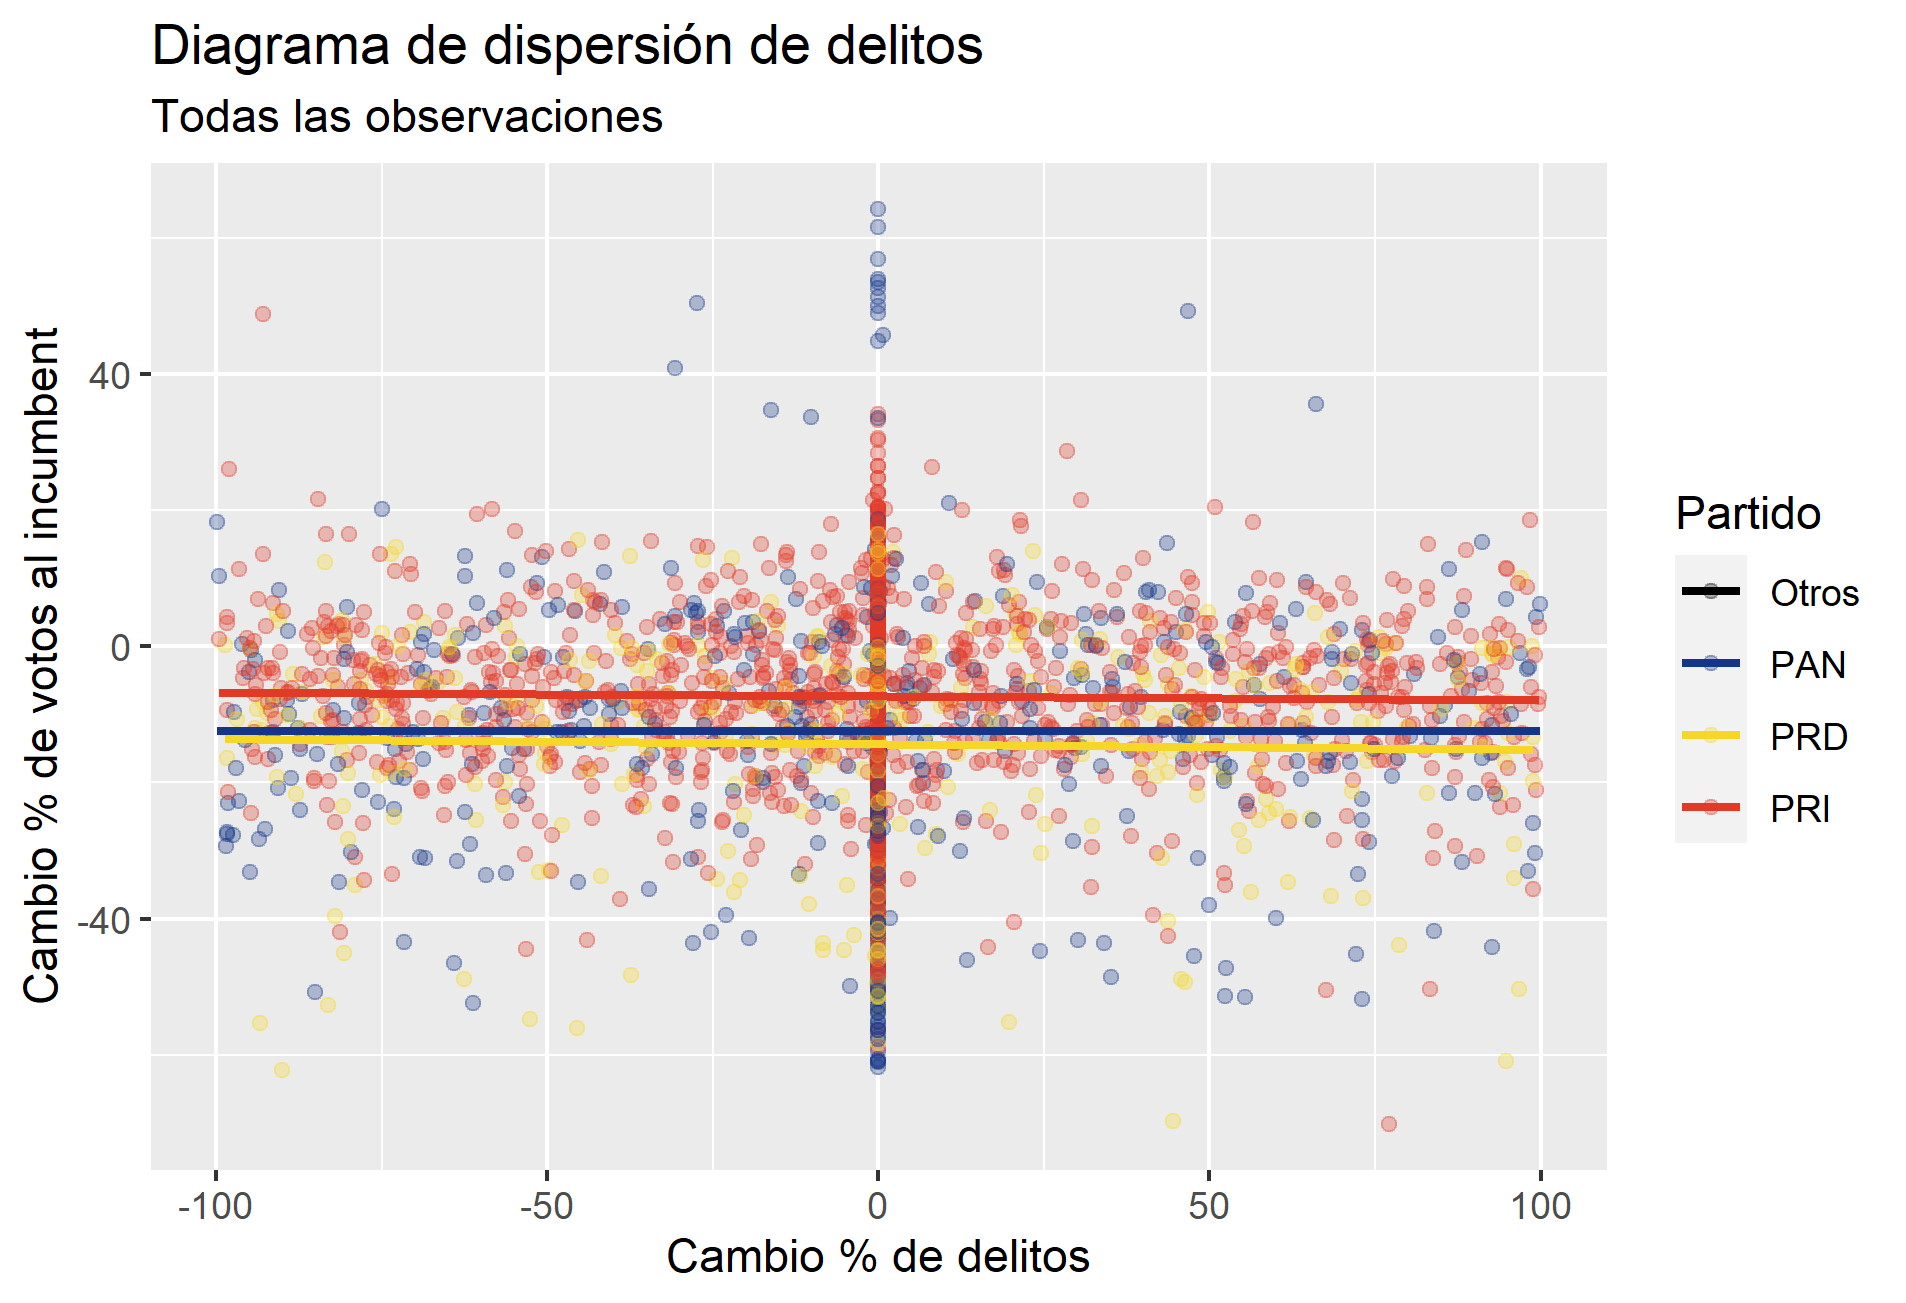 Diagrama de dispersión de delitos
Todas las observaciones
Cambio % de votos al incumbent
40
0
-40
-100
-50
0
50
100
Cambio % de delitos
Partido
Otros
PAN
PRD
PRI